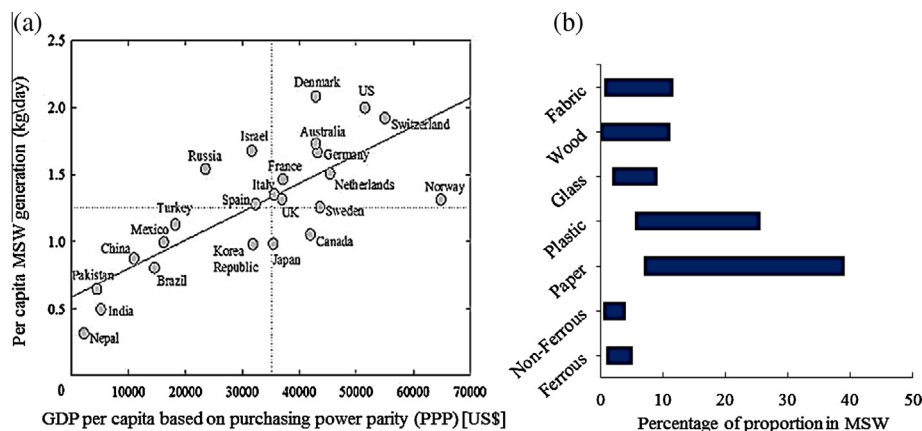 (a)
Per capita MSW generation (kg\day)
2.5
2.0
1.5
1.0
0.5
0
10000
20000
30000
40000
50000
60000
70000
GDP per capita based on purchasing power parity (PPP) [US$]
Denmark
US
Switzerland
Australia
Germany
Israel
Russia
France
Netherlands
Italy
Norway
Spain
UK
Sweden
Turkey
Mexico
Canada
Korea
Republic
Japan
China
Brazil
Pakistan
India
Nepal
(b)
Fabric
Wood
Glass
Plastic
Paper
Non-Ferrous
Ferrous
0
10
20
30
40
50
Percentage of proportion in MSW